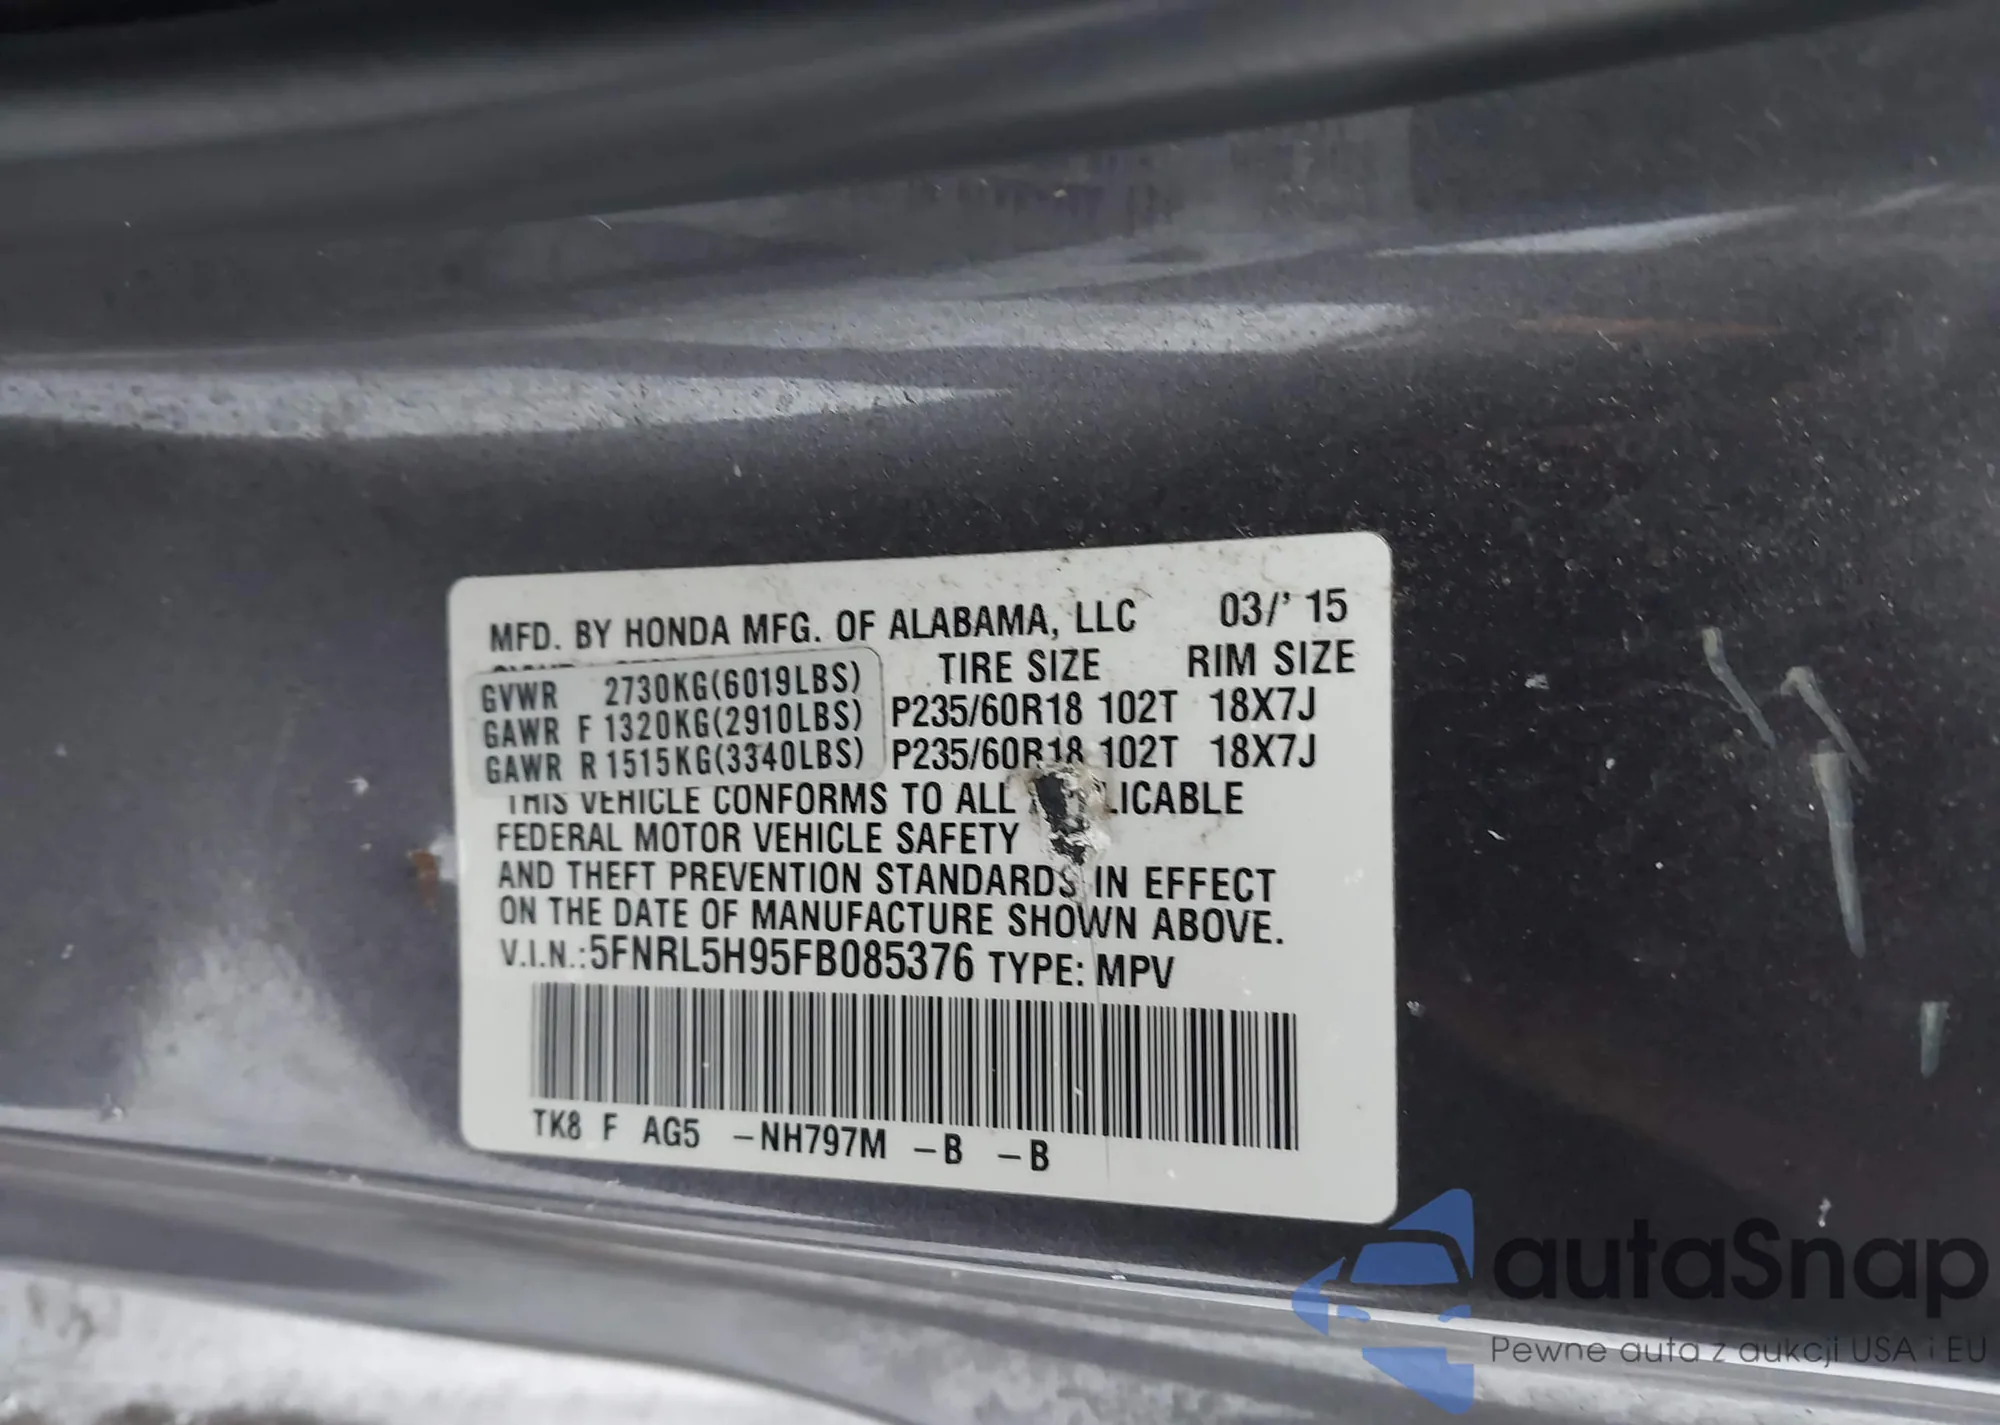 MFD. BY HONDA MFG. OF ALABAMA, LLC 03/'15
TIRE SIZE RIM SIZE
GVWR 2730KG(6019LBS)
GAWR F 1320KG(2910LBS) P235/60R18 102T 18X7J
GAWR R 1515KG(3340LBS) P235/60R18 102T 18X7J
THIS VEHICLE CONFORMS TO ALL
FEDERAL MOTOR VEHICLE SAFETY
AND THEFT PREVENTION STANDARDS IN EFFECT
ON THE DATE OF MANUFACTURE SHOWN ABOVE.
V.I.N.:5FNRL5H95FB085376 TYPE: MPV
TK8 F AG5 -NH797M -B -B
autaSnap
Pewne auta z aukcji USA i EU